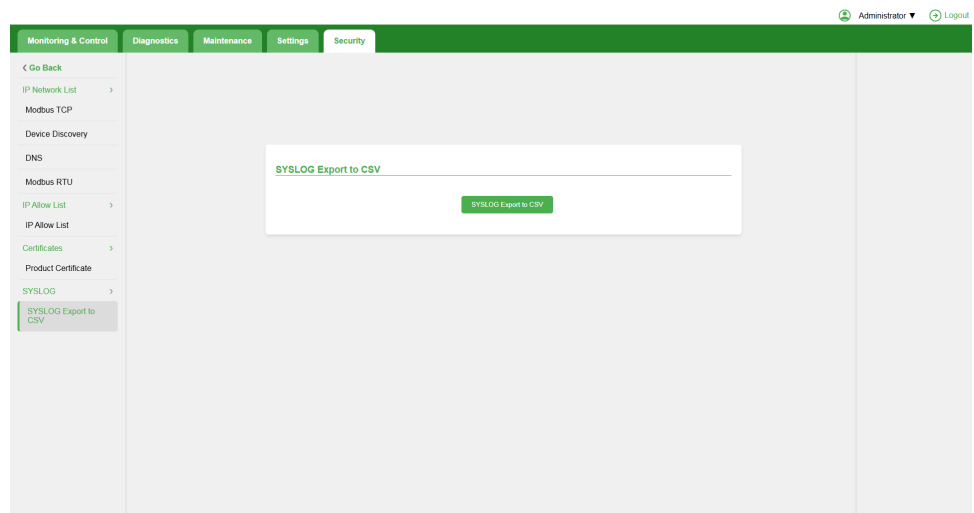 Administrator ▼ Logout
Monitoring & Control Diagnostics Maintenance Settings Security
Go Back
IP Network List
Modbus TCP
Device Discovery
DNS
Modbus RTU
IP Allow List
IP Allow List
Certificates
Product Certificate
SYSLOG
SYSLOG Export to
CSV
SYSLOG Export to CSV
SYSLOG Export to CSV